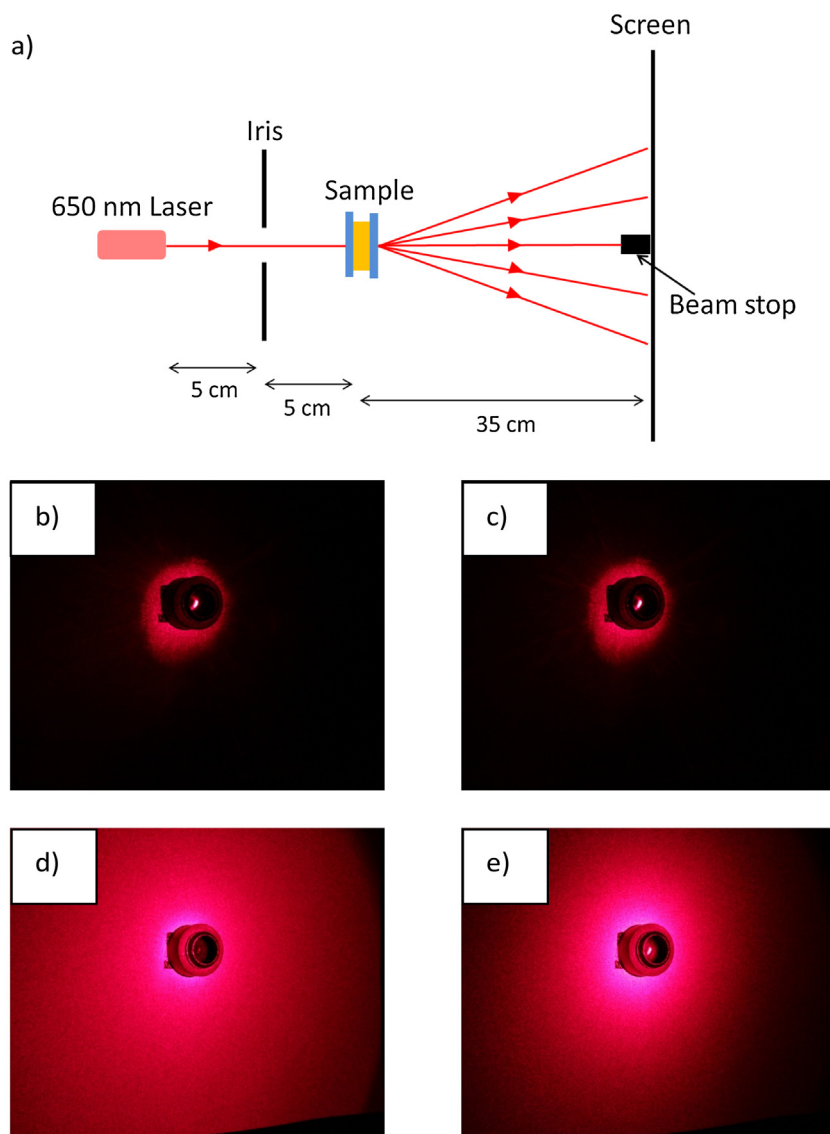 a)
Screen
Iris
Sample
650 nm Laser
Beam stop
5 cm
5 cm
35 cm
b)
c)
d)
e)